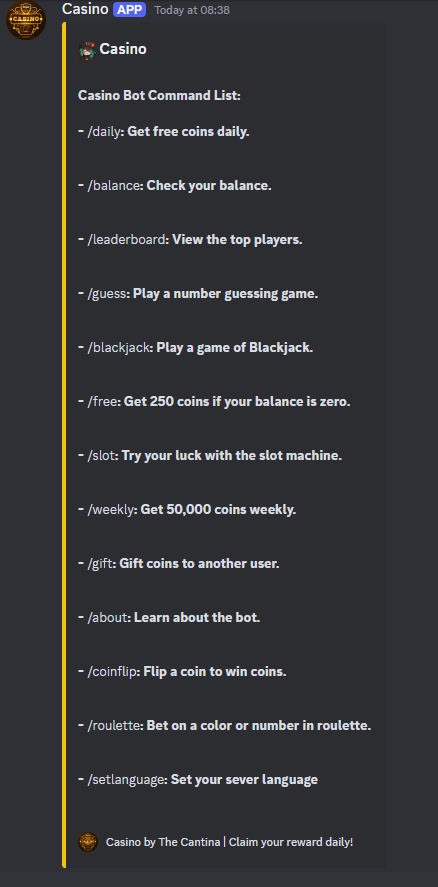 CASINO
Casino APP Today at 08:38
Casino
Casino Bot Command List:
- /daily: Get free coins daily.
- /balance: Check your balance.
- /leaderboard: View the top players.
- /guess: Play a number guessing game.
- /blackjack: Play a game of Blackjack.
- /free: Get 250 coins if your balance is zero.
- /slot: Try your luck with the slot machine.
- /weekly: Get 50,000 coins weekly.
- /gift: Gift coins to another user.
- /about: Learn about the bot.
- /coinflip: Flip a coin to win coins.
- /roulette: Bet on a color or number in roulette.
- /setlanguage: Set your sever language
Casino by The Cantina | Claim your reward daily!